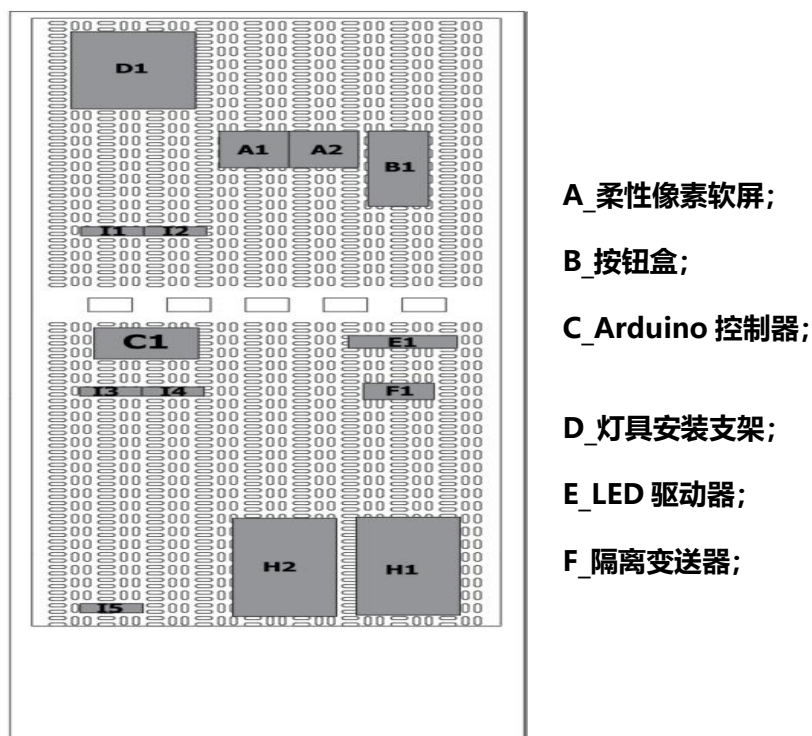 D1
A1 A2
B1
I1 I2
C1
E1
I3 I4
F1
H2
H1
I5
A_柔性像素软屏；
B_按钮盒；
C_Arduino 控制器；
D_灯具安装支架；
E_LED 驱动器；
F_隔离变送器；